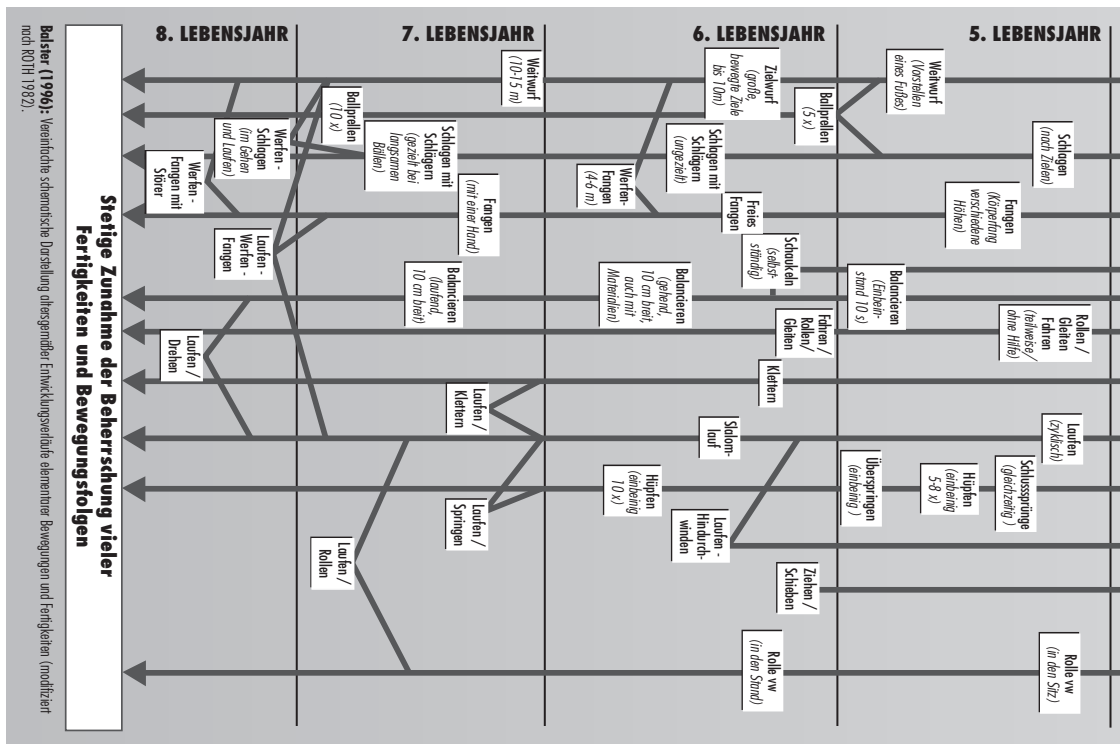 5. LEBENSJAHR
Schlagen
(nach Zielen)
Fangen
(Körperfang
verschiedene
Höhen)
Rollen /
Gleiten
Fahren
(teilweise/
ohne Hilfe)
Laufen
(zyklisch)
Schlusssprünge
(gleichzeitig )
Hüpfen
(einbeinig
5-8 x)
Rolle vw
(in den Sitz)
6. LEBENSJAHR
Weitwurf
(Vorstellen
eines Fußes)
Ballprellen
(5 x)
Zielwurf
(große,
bewegte Ziele
bis 10m)
Schlagen mit
Schlägern
(ungezielt)
Werfen-
Fangen
(4-6 m)
Freies
Fangen
Schaukeln
(selbst-
ständig)
Balancieren
(Einbein-
stand 10 s)
Balancieren
(gehend,
10 cm breit,
auch mit
Materialien)
Fahren /
Rollen/
Gleiten
Klettern
Slalom-
lauf
Überspringen
(einbeinig )
Hüpfen
(einbeinig
10 x)
Laufen -
Hindurch-
winden
Ziehen /
Schieben
Rolle vw
(in den Stand)
7. LEBENSJAHR
Weitwurf
(10-15 m)
Ballprellen
(10 x)
Schlagen mit
Schlägern
(gezielt bei
langsamen
Bällen)
Fangen
(mit einer Hand)
Balancieren
(laufend,
10 cm breit)
Laufen /
Klettern
Laufen /
Springen
Laufen /
Rollen
8. LEBENSJAHR
Werfen -
Schlagen
(im Gehen
und Laufen)
Werfen -
Fangen mit
Störer
Laufen -
Werfen -
Fangen
Laufen /
Drehen
Stetige Zunahme der Beherrschung vieler
Fertigkeiten und Bewegungsfolgen
Balster (1996): Vereinfachte schematische Darstellung altersgemäßer Entwicklungsverläufe elementarer Bewegungen und Fertigkeiten (modifiziert
nach ROTH 1982).